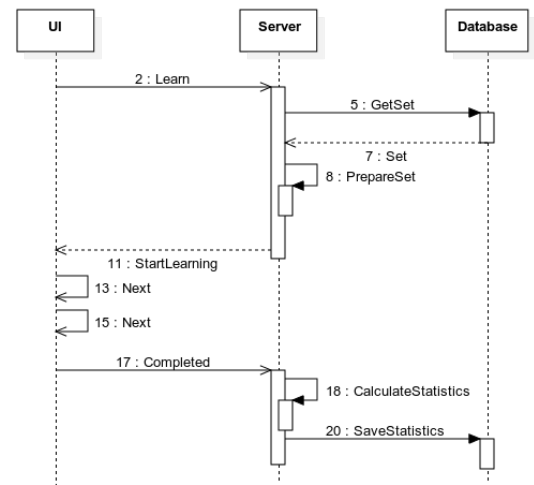 UI
Server
Database
2 : Learn
5 : GetSet
7 : Set
8 : PrepareSet
11 : StartLearning
13 : Next
15 : Next
17 : Completed
18 : CalculateStatistics
20 : SaveStatistics